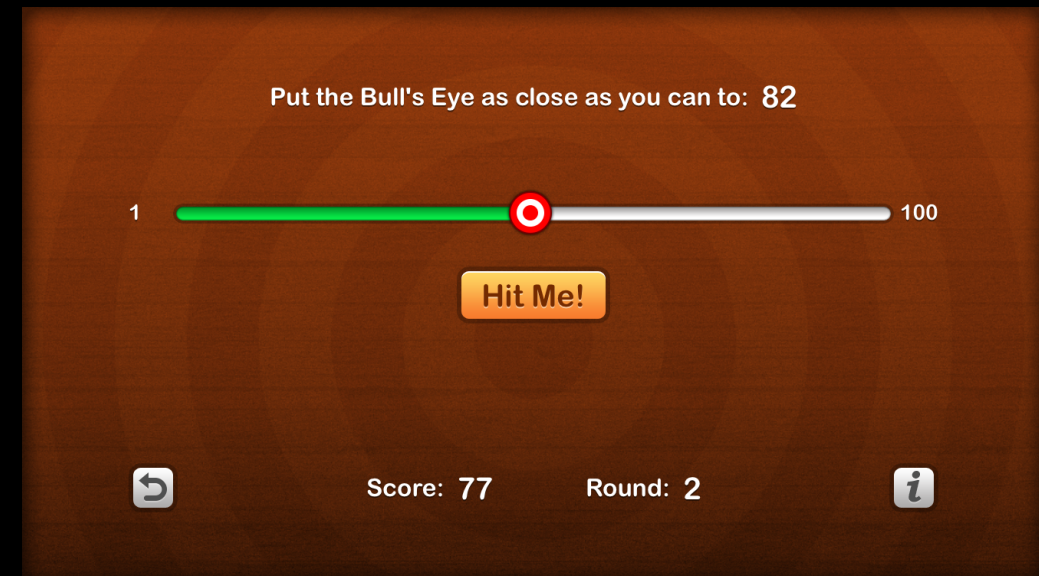 Put the Bull's Eye as close as you can to: 82
1 100
Hit Me!
Score: 77 Round: 2 i